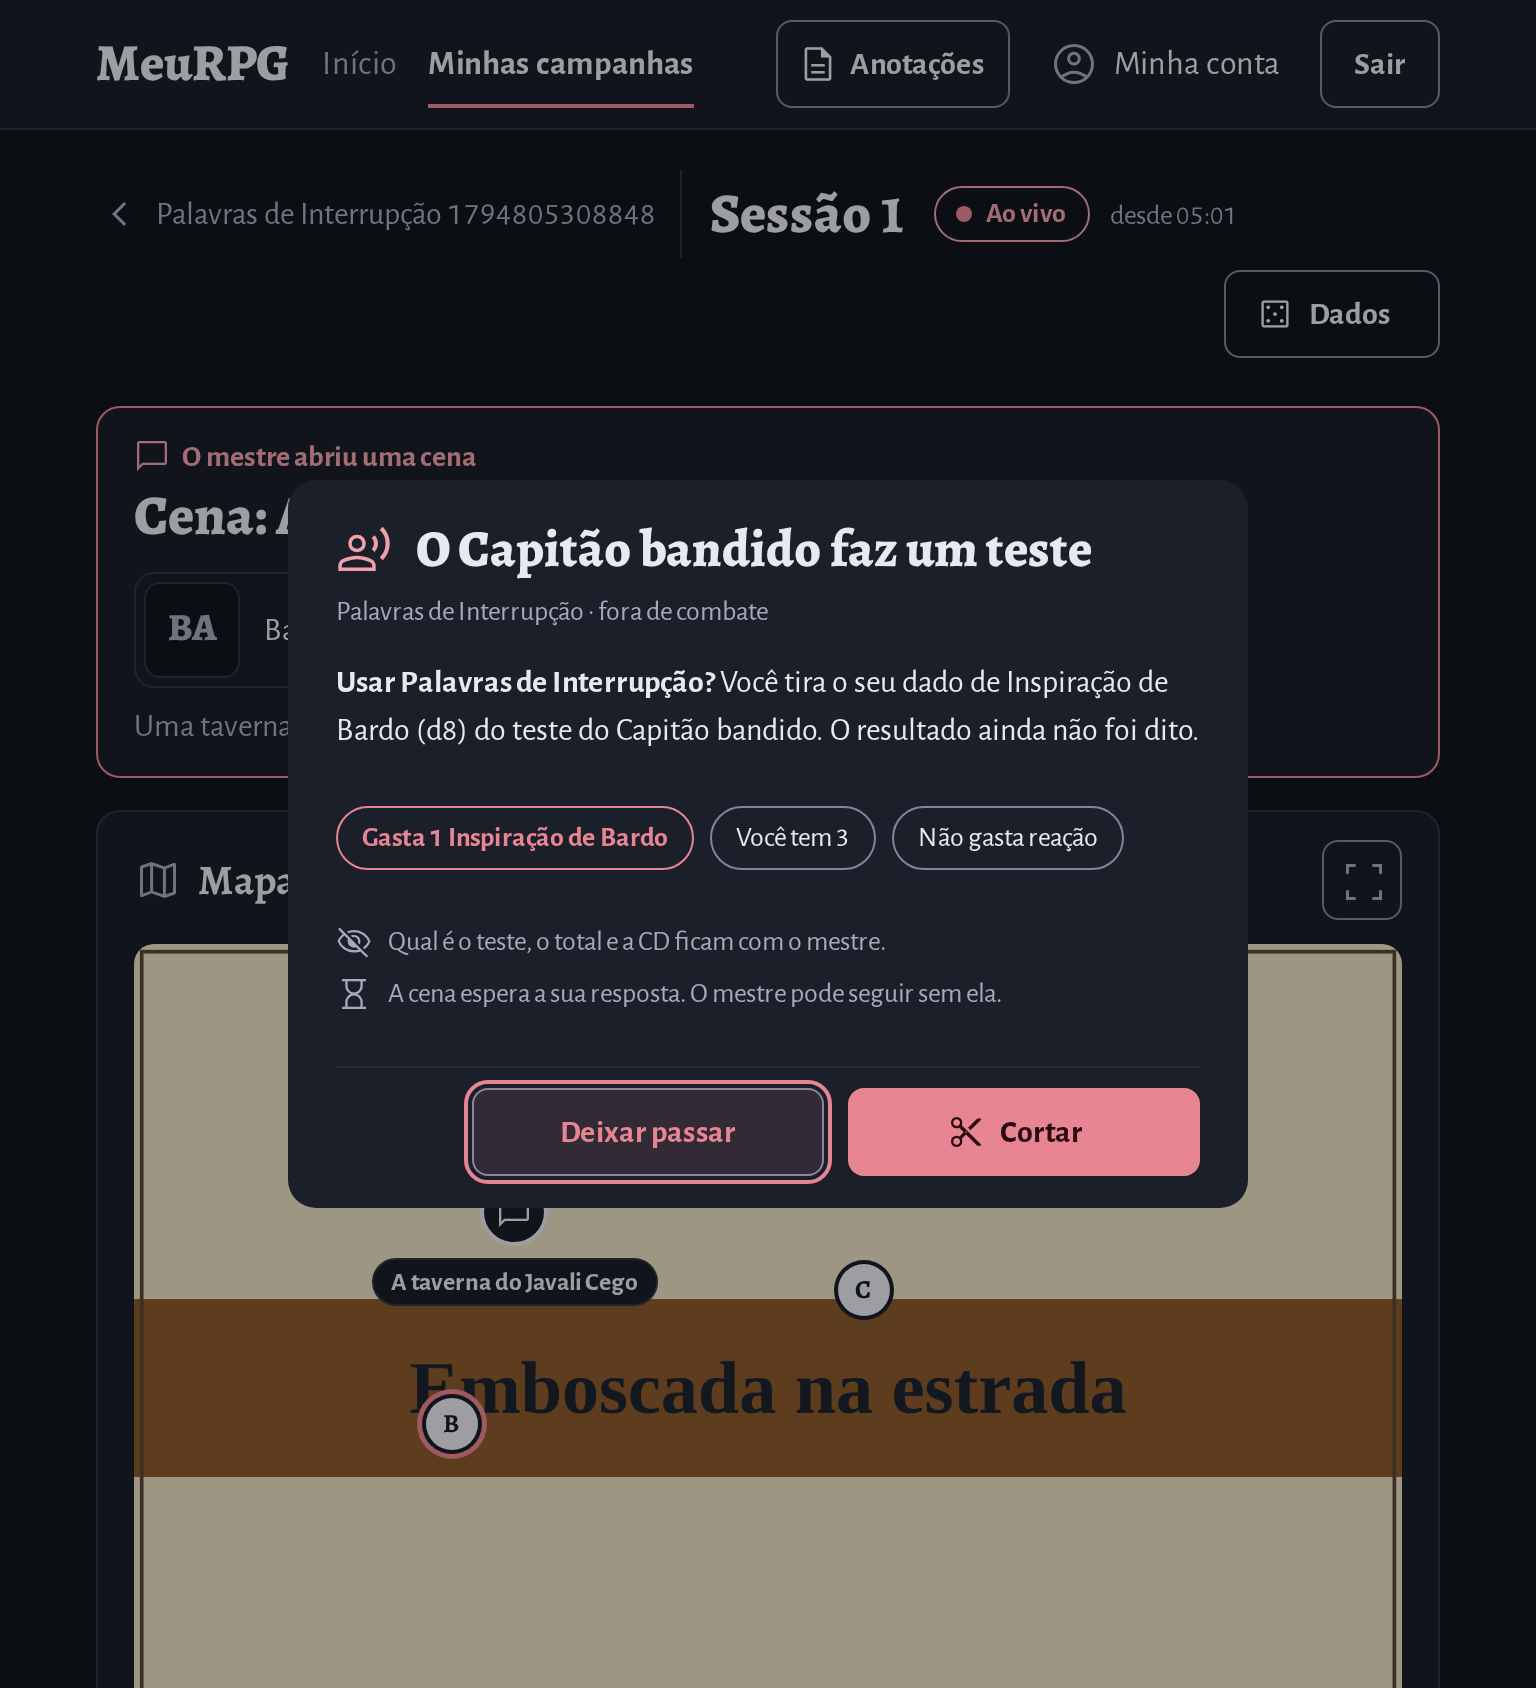 MeuRPG Início Minhas campanhas Anotações Minha conta Sair
Palavras de Interrupção 1794805308848 Sessão 1 Ao vivo desde 05:01
Dados
O mestre abriu uma cena
Cena:
BA
Uma taverna
Mapa
O Capitão bandido faz um teste
Palavras de Interrupção · fora de combate
Usar Palavras de Interrupção? Você tira o seu dado de Inspiração de
Bardo (d8) do teste do Capitão bandido. O resultado ainda não foi dito.
Gasta 1 Inspiração de Bardo Você tem 3 Não gasta reação
Qual é o teste, o total e a CD ficam com o mestre.
A cena espera a sua resposta. O mestre pode seguir sem ela.
Deixar passar Cortar
A taverna do Javali Cego
C
Emboscada na estrada
B